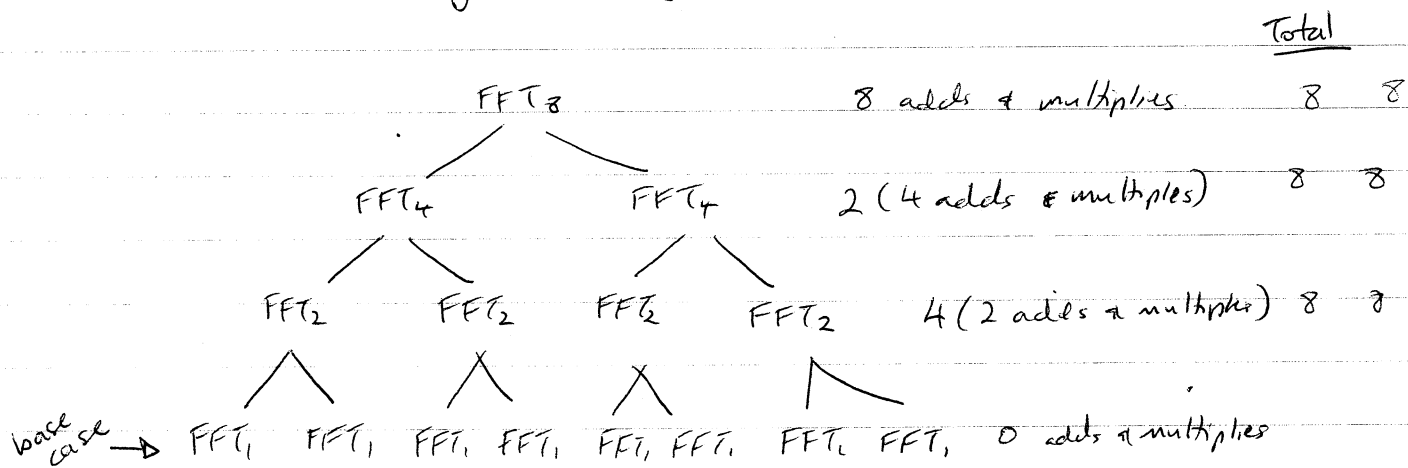 Total
FFT₈ 8 adds & multiplies 8 8
FFT₄ FFT₄ 2 (4 adds & multiples) 8 8
FFT₂ FFT₂ FFT₂ FFT₂ 4 (2 adds & multiples) 8 8
base case → FFT₁ FFT₁ FFT₁ FFT₁ FFT₁ FFT₁ FFT₁ FFT₁ 0 adds & multiplies